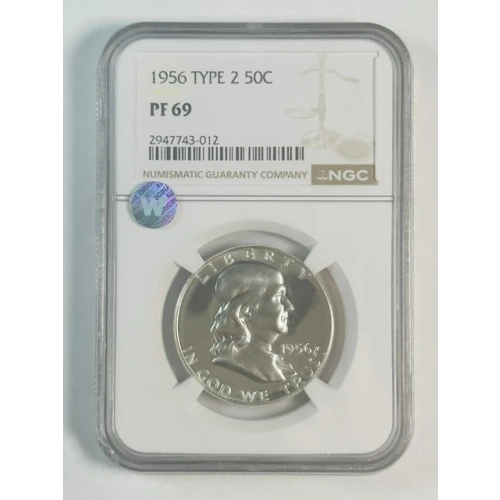 1956 TYPE 2 50C
PF 69
2947743-012
NUMISMATIC GUARANTY COMPANY
NGC
W
LIBERTY
1956
IN GOD WE TRUST